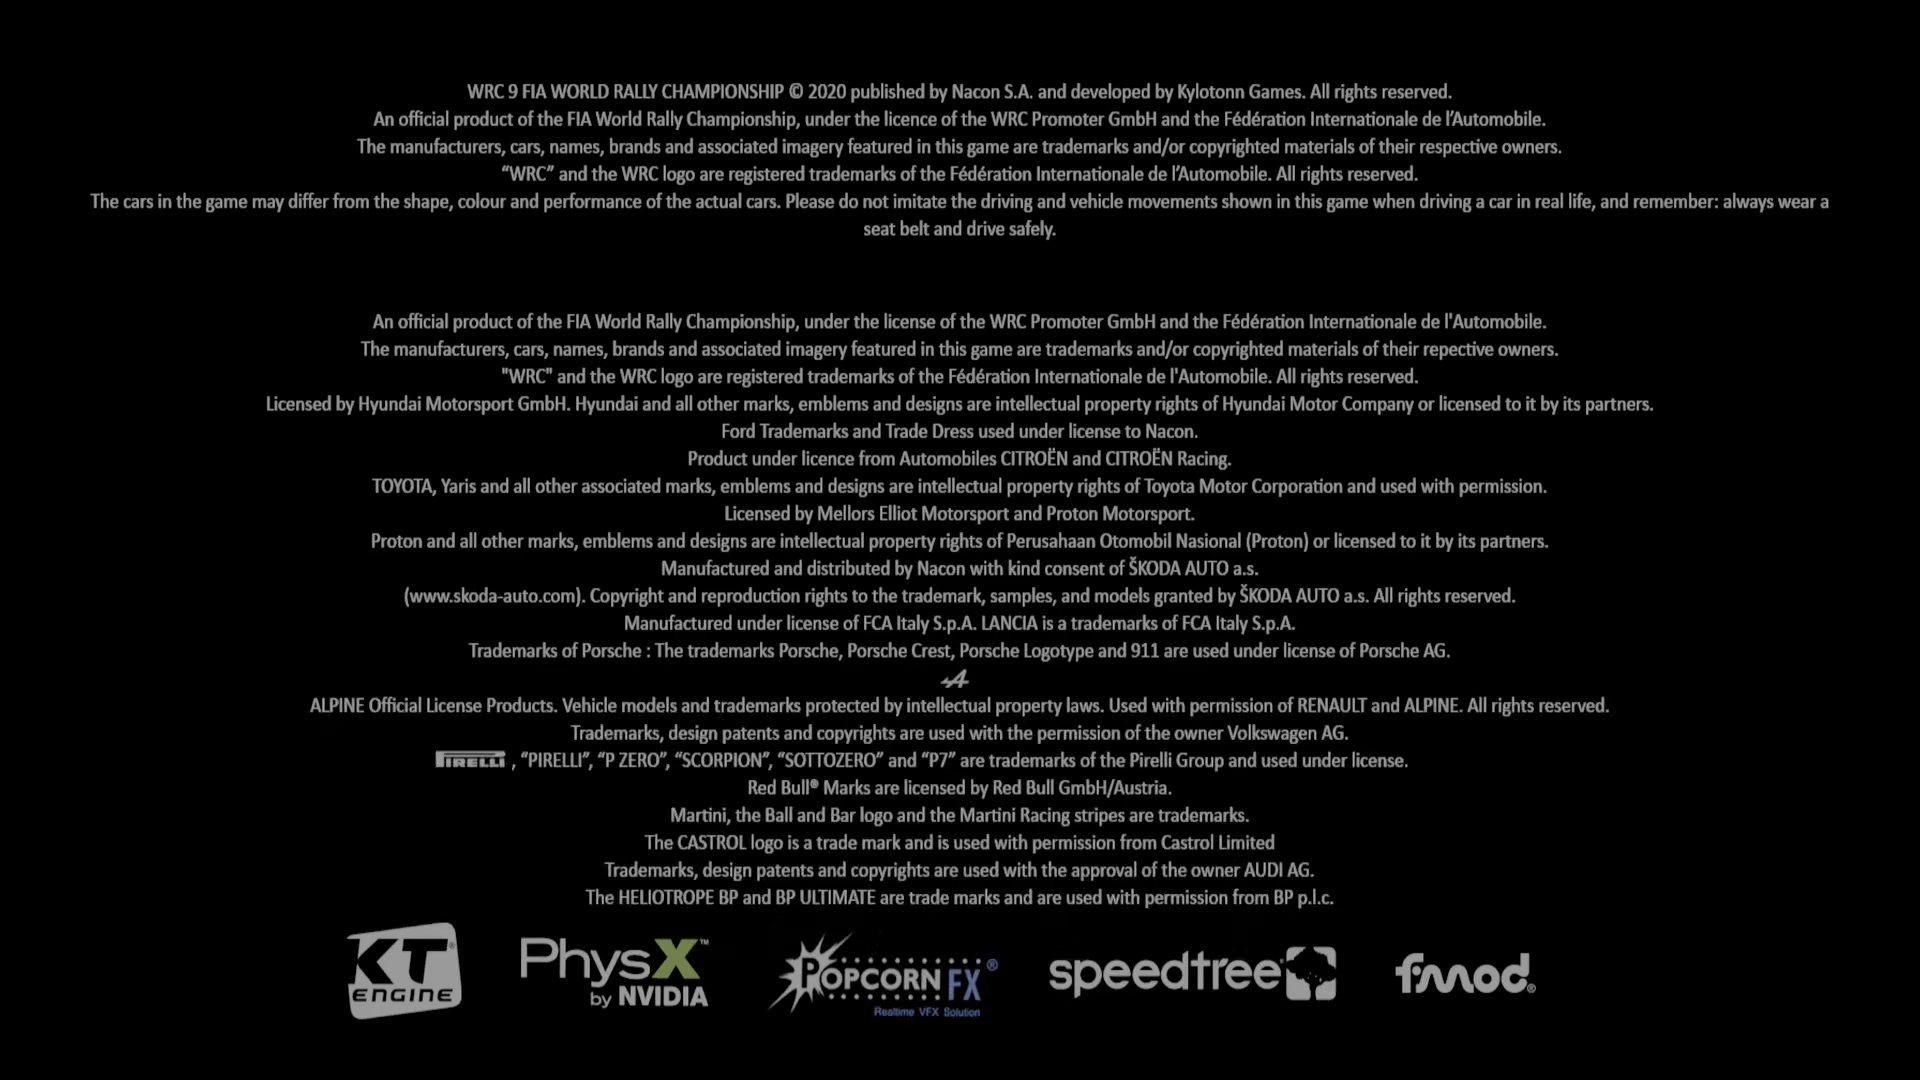 WRC 9 FIA WORLD RALLY CHAMPIONSHIP © 2020 published by Nacon S.A. and developed by Kylotonn Games. All rights reserved.
An official product of the FIA World Rally Championship, under the licence of the WRC Promoter GmbH and the Fédération Internationale de l’Automobile.
The manufacturers, cars, names, brands and associated imagery featured in this game are trademarks and/or copyrighted materials of their respective owners.
“WRC” and the WRC logo are registered trademarks of the Fédération Internationale de l’Automobile. All rights reserved.
The cars in the game may differ from the shape, colour and performance of the actual cars. Please do not imitate the driving and vehicle movements shown in this game when driving a car in real life, and remember: always wear a
seat belt and drive safely.
An official product of the FIA World Rally Championship, under the license of the WRC Promoter GmbH and the Fédération Internationale de l'Automobile.
The manufacturers, cars, names, brands and associated imagery featured in this game are trademarks and/or copyrighted materials of their repective owners.
"WRC" and the WRC logo are registered trademarks of the Fédération Internationale de l'Automobile. All rights reserved.
Licensed by Hyundai Motorsport GmbH. Hyundai and all other marks, emblems and designs are intellectual property rights of Hyundai Motor Company or licensed to it by its partners.
Ford Trademarks and Trade Dress used under license to Nacon.
Product under licence from Automobiles CITROËN and CITROËN Racing.
TOYOTA, Yaris and all other associated marks, emblems and designs are intellectual property rights of Toyota Motor Corporation and used with permission.
Licensed by Mellors Elliot Motorsport and Proton Motorsport.
Proton and all other marks, emblems and designs are intellectual property rights of Perusahaan Otomobil Nasional (Proton) or licensed to it by its partners.
Manufactured and distributed by Nacon with kind consent of ŠKODA AUTO a.s.
(www.skoda-auto.com). Copyright and reproduction rights to the trademark, samples, and models granted by ŠKODA AUTO a.s. All rights reserved.
Manufactured under license of FCA Italy S.p.A. LANCIA is a trademarks of FCA Italy S.p.A.
Trademarks of Porsche : The trademarks Porsche, Porsche Crest, Porsche Logotype and 911 are used under license of Porsche AG.
A
ALPINE Official License Products. Vehicle models and trademarks protected by intellectual property laws. Used with permission of RENAULT and ALPINE. All rights reserved.
Trademarks, design patents and copyrights are used with the permission of the owner Volkswagen AG.
PIRELLI , “PIRELLI”, “P ZERO”, “SCORPION”, “SOTTOZERO” and “P7” are trademarks of the Pirelli Group and used under license.
Red Bull® Marks are licensed by Red Bull GmbH/Austria.
Martini, the Ball and Bar logo and the Martini Racing stripes are trademarks.
The CASTROL logo is a trade mark and is used with permission from Castrol Limited
Trademarks, design patents and copyrights are used with the approval of the owner AUDI AG.
The HELIOTROPE BP and BP ULTIMATE are trade marks and are used with permission from BP p.l.c.
KT® ENGINE
PhysX™ by NVIDIA
POPCORN FX® Realtime VFX Solution
speedtree
fmod®